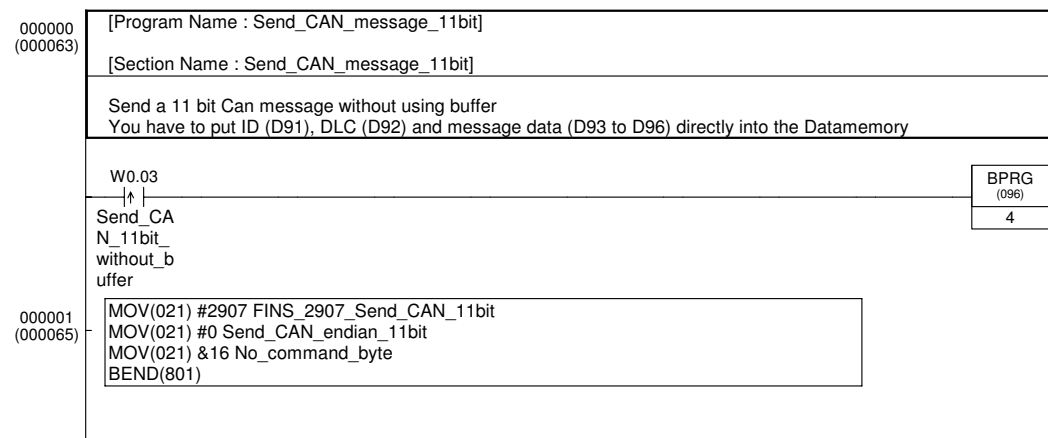 000000
(000063)
[Program Name : Send_CAN_message_11bit]
[Section Name : Send_CAN_message_11bit]
Send a 11 bit Can message without using buffer
You have to put ID (D91), DLC (D92) and message data (D93 to D96) directly into the Datamemory
W0.03
Send_CA
N_11bit_
without_b
uffer
BPRG
(096)
4
000001
(000065)
MOV(021) #2907 FINS_2907_Send_CAN_11bit
MOV(021) #0 Send_CAN_endian_11bit
MOV(021) &16 No_command_byte
BEND(801)